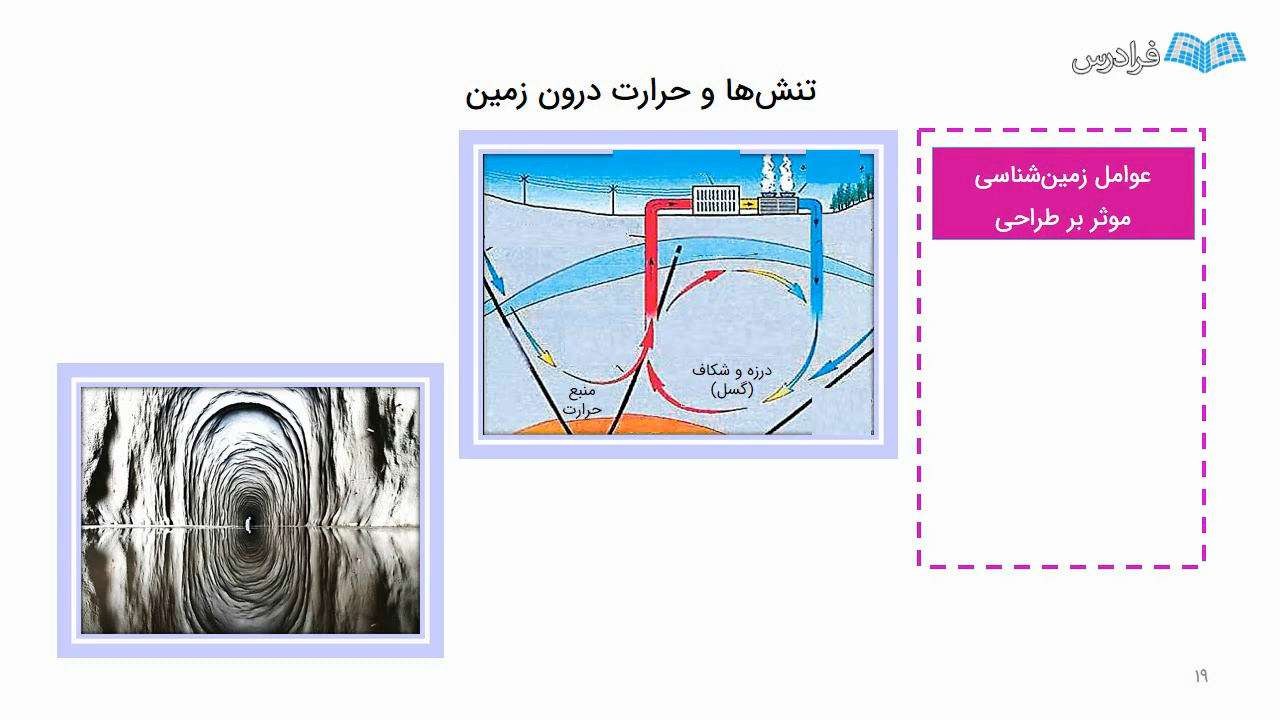 فرادرس
تنش‌ها و حرارت درون زمین
عوامل زمین‌شناسی
موثر بر طراحی
درزه و شکاف
(گسل)
منبع
حرارت
۱۹